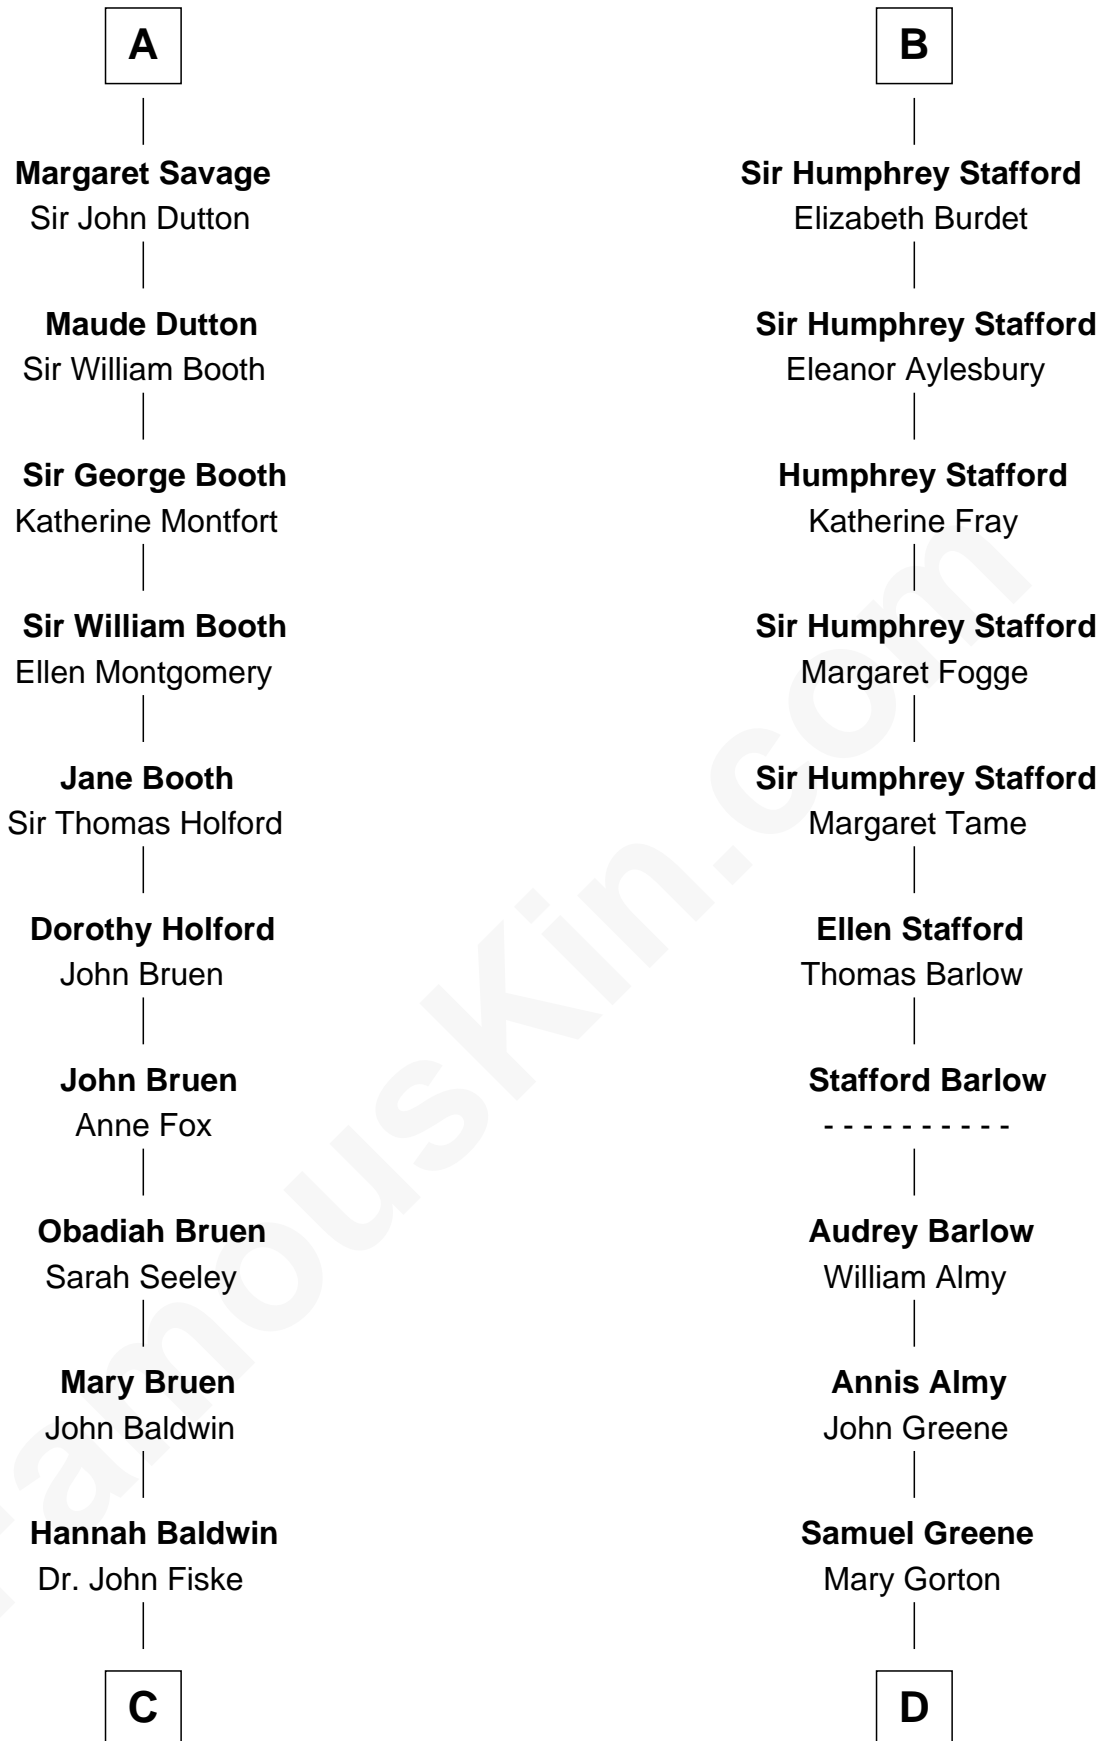 A
Margaret Savage
Sir John Dutton
Maude Dutton
Sir William Booth
Sir George Booth
Katherine Montfort
Sir William Booth
Ellen Montgomery
Jane Booth
Sir Thomas Holford
Dorothy Holford
John Bruen
John Bruen
Anne Fox
Obadiah Bruen
Sarah Seeley
Mary Bruen
John Baldwin
Hannah Baldwin
Dr. John Fiske
C
B
Sir Humphrey Stafford
Elizabeth Burdet
Sir Humphrey Stafford
Eleanor Aylesbury
Humphrey Stafford
Katherine Fray
Sir Humphrey Stafford
Margaret Fogge
Sir Humphrey Stafford
Margaret Tame
Ellen Stafford
Thomas Barlow
Stafford Barlow
- - - - - - - - - -
Audrey Barlow
William Almy
Annis Almy
John Greene
Samuel Greene
Mary Gorton
D
FamousKin.com